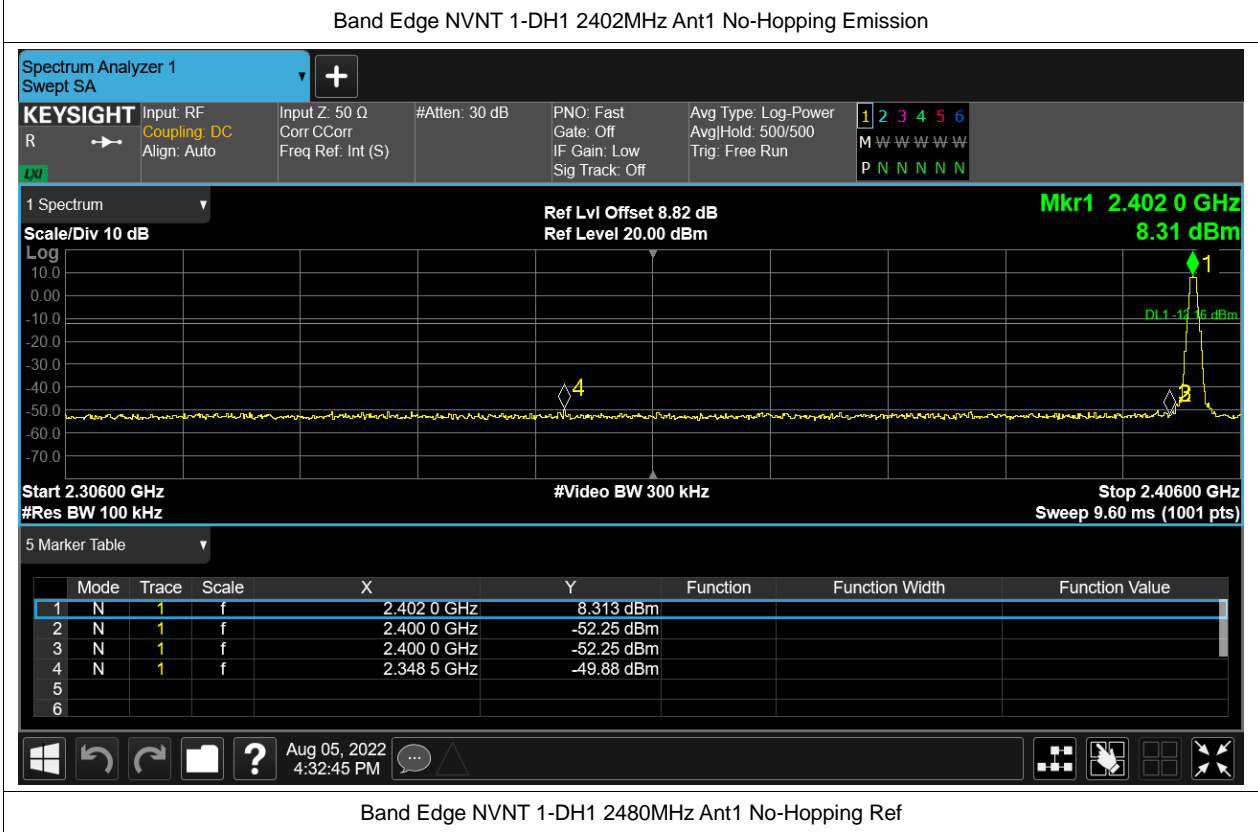 Band Edge NVNT 1-DH1 2402MHz Ant1 No-Hopping Emission
Spectrum Analyzer 1
Swept SA
KEYSIGHT Input: RF Input Z: 50 Ω #Atten: 30 dB PNO: Fast Avg Type: Log-Power 1 2 3 4 5 6
R Coupling: DC Corr CCorr Gate: Off Avg|Hold: 500/500 M W W W W W
Align: Auto Freq Ref: Int (S) IF Gain: Low Trig: Free Run
LXI Sig Track: Off P N N N N N
1 Spectrum Ref Lvl Offset 8.82 dB Mkr1 2.402 0 GHz
Scale/Div 10 dB Ref Level 20.00 dBm 8.31 dBm
Log
1
10.0
0.00
-10.0 DL1 -12.16 dBm
-20.0
-30.0
-40.0 4
-50.0
-60.0
-70.0
Start 2.30600 GHz #Video BW 300 kHz Stop 2.40600 GHz
#Res BW 100 kHz Sweep 9.60 ms (1001 pts)
5 Marker Table
Mode Trace Scale X Y Function Function Width Function Value
1 N 1 f 2.402 0 GHz 8.313 dBm
2 N 1 f 2.400 0 GHz -52.25 dBm
3 N 1 f 2.400 0 GHz -52.25 dBm
4 N 1 f 2.348 5 GHz -49.88 dBm
5
6
? Aug 05, 2022
4:32:45 PM
Band Edge NVNT 1-DH1 2480MHz Ant1 No-Hopping Ref